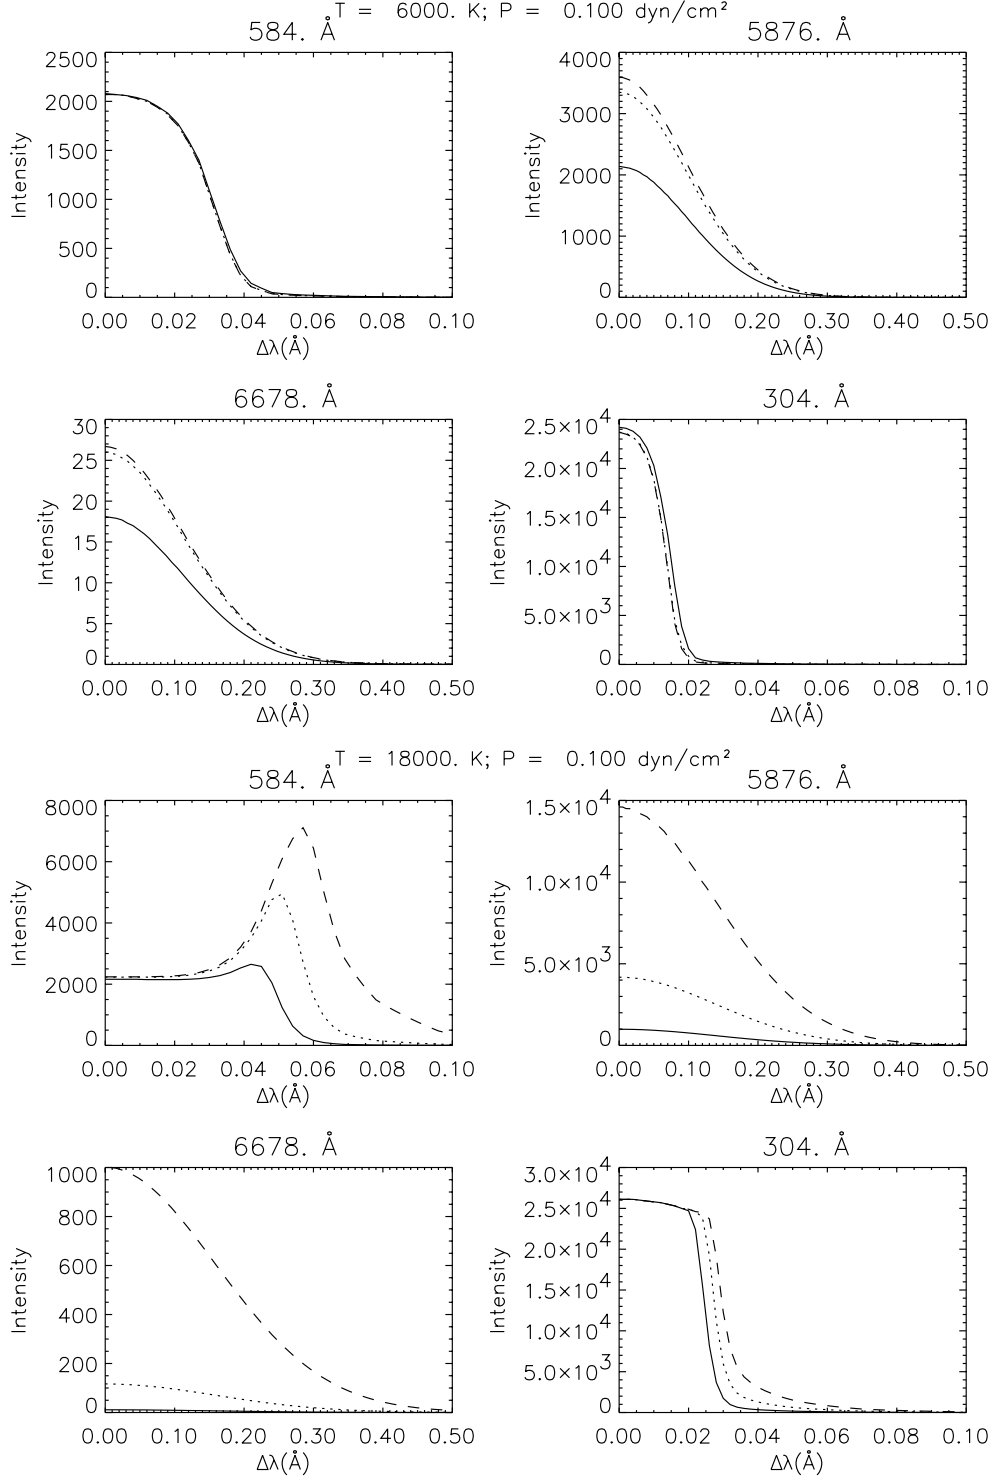 T = 6000. K; P = 0.100 dyn/cm²
584. Å
5876. Å
2500
2000
1500
1000
500
0
Intensity
0.00 0.02 0.04 0.06 0.08 0.10
Δλ(Å)
4000
3000
2000
1000
0
Intensity
0.00 0.10 0.20 0.30 0.40 0.50
Δλ(Å)
6678. Å
304. Å
30
25
20
15
10
5
0
Intensity
0.00 0.10 0.20 0.30 0.40 0.50
Δλ(Å)
2.5×10⁴
2.0×10⁴
1.5×10⁴
1.0×10⁴
5.0×10³
0
Intensity
0.00 0.02 0.04 0.06 0.08 0.10
Δλ(Å)
T = 18000. K; P = 0.100 dyn/cm²
584. Å
5876. Å
8000
6000
4000
2000
0
Intensity
0.00 0.02 0.04 0.06 0.08 0.10
Δλ(Å)
1.5×10⁴
1.0×10⁴
5.0×10³
0
Intensity
0.00 0.10 0.20 0.30 0.40 0.50
Δλ(Å)
6678. Å
304. Å
1000
800
600
400
200
0
Intensity
0.00 0.10 0.20 0.30 0.40 0.50
Δλ(Å)
3.0×10⁴
2.5×10⁴
2.0×10⁴
1.5×10⁴
1.0×10⁴
5.0×10³
0
Intensity
0.00 0.02 0.04 0.06 0.08 0.10
Δλ(Å)